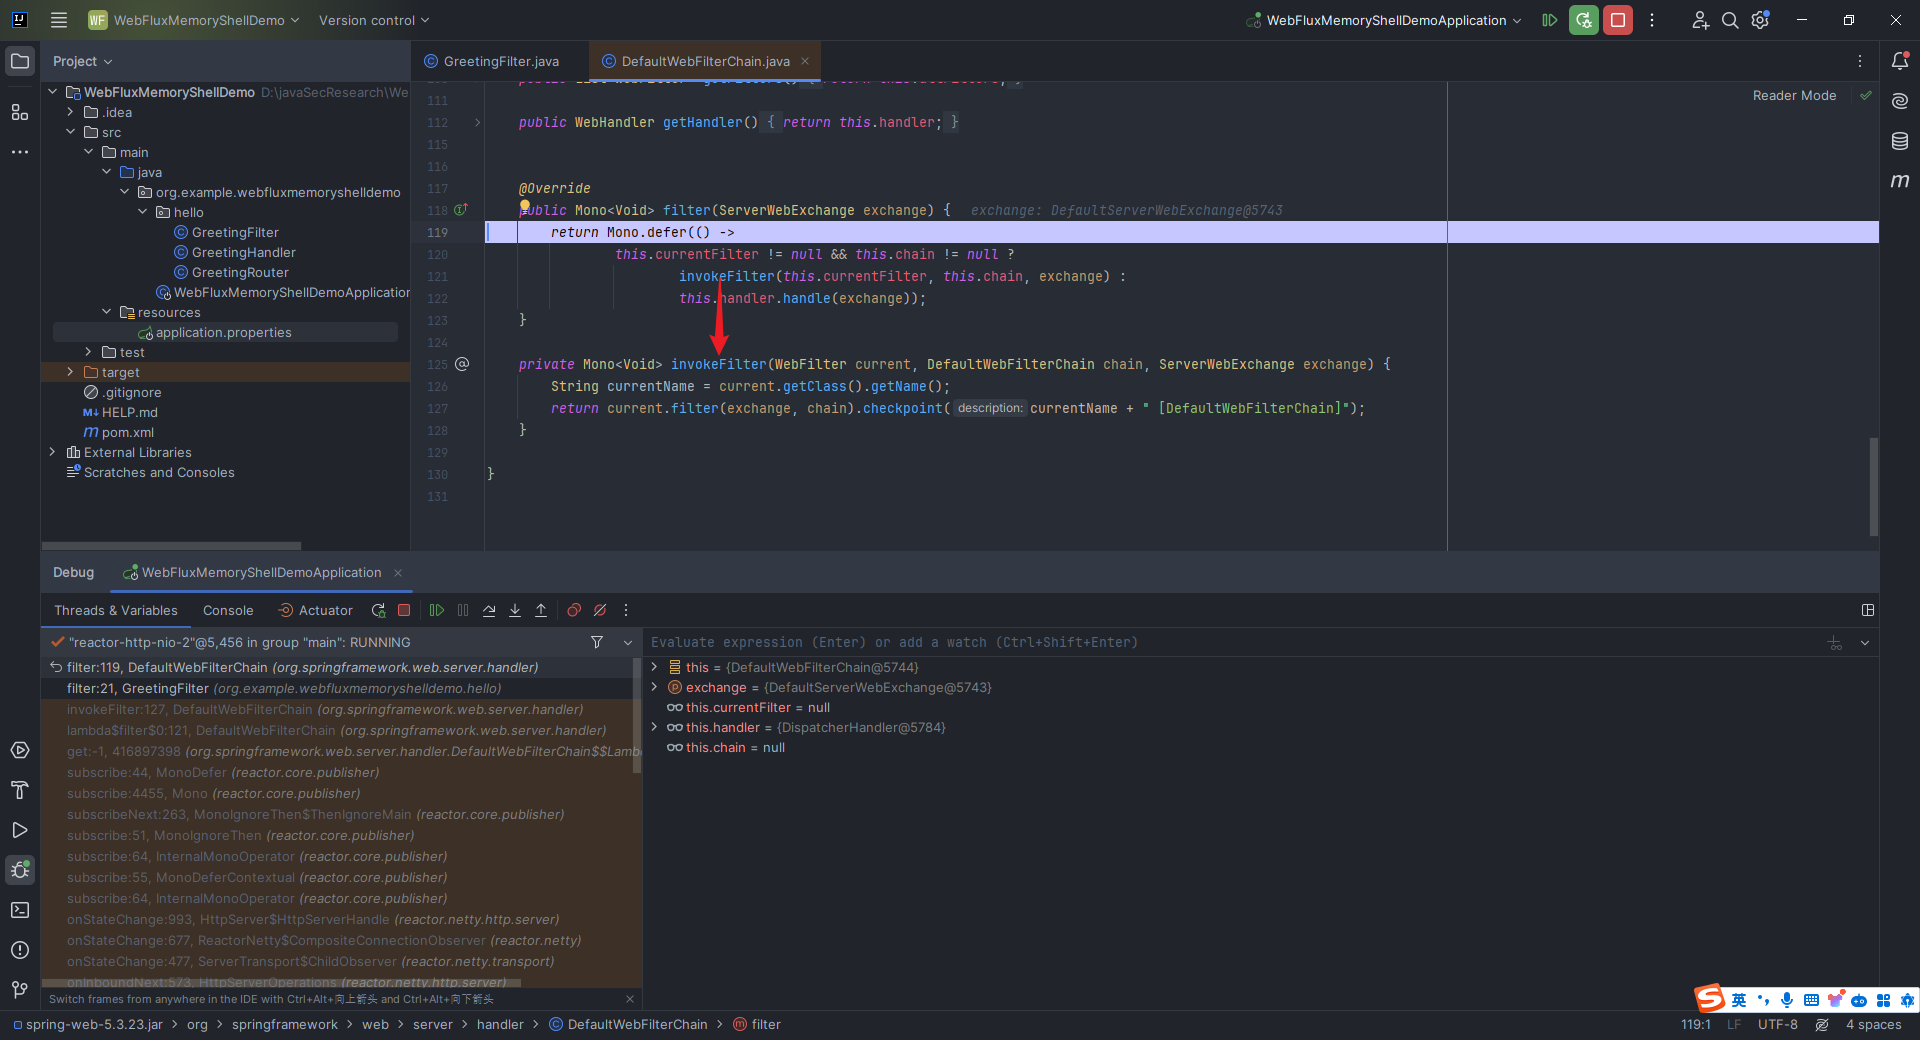 WF WebFluxMemoryShellDemo Version control WebFluxMemoryShellDemoApplication
Project
GreetingFilter.java DefaultWebFilterChain.java
Reader Mode
WebFluxMemoryShellDemo D:\javaSecResearch\We
.idea
src
main
java
org.example.webfluxmemoryshelldemo
hello
GreetingFilter
GreetingHandler
GreetingRouter
WebFluxMemoryShellDemoApplication
resources
application.properties
test
target
.gitignore
HELP.md
pom.xml
External Libraries
Scratches and Consoles
111
112 public WebHandler getHandler() { return this.handler; }
115
116
117 @Override
118 public Mono<Void> filter(ServerWebExchange exchange) { exchange: DefaultServerWebExchange@5743
119 return Mono.defer(() ->
120 this.currentFilter != null && this.chain != null ?
121 invokeFilter(this.currentFilter, this.chain, exchange) :
122 this.handler.handle(exchange));
123 }
124
125 private Mono<Void> invokeFilter(WebFilter current, DefaultWebFilterChain chain, ServerWebExchange exchange) {
126 String currentName = current.getClass().getName();
127 return current.filter(exchange, chain).checkpoint( description: currentName + " [DefaultWebFilterChain]");
128 }
129
130 }
131
Debug WebFluxMemoryShellDemoApplication
Threads & Variables Console Actuator
"reactor-http-nio-2"@5,456 in group "main": RUNNING
filter:119, DefaultWebFilterChain (org.springframework.web.server.handler)
filter:21, GreetingFilter (org.example.webfluxmemoryshelldemo.hello)
invokeFilter:127, DefaultWebFilterChain (org.springframework.web.server.handler)
lambda$filter$0:121, DefaultWebFilterChain (org.springframework.web.server.handler)
get:-1, 416897398 (org.springframework.web.server.handler.DefaultWebFilterChain$$Lamb
subscribe:44, MonoDefer (reactor.core.publisher)
subscribe:4455, Mono (reactor.core.publisher)
subscribeNext:263, MonoIgnoreThen$ThenIgnoreMain (reactor.core.publisher)
subscribe:51, MonoIgnoreThen (reactor.core.publisher)
subscribe:64, InternalMonoOperator (reactor.core.publisher)
subscribe:55, MonoDeferContextual (reactor.core.publisher)
subscribe:64, InternalMonoOperator (reactor.core.publisher)
onStateChange:993, HttpServer$HttpServerHandle (reactor.netty.http.server)
onStateChange:677, ReactorNetty$CompositeConnectionObserver (reactor.netty)
onStateChange:477, ServerTransport$ChildObserver (reactor.netty.transport)
onInboundNext:573, HttpServerOperations (reactor.netty.http.server)
Switch frames from anywhere in the IDE with Ctrl+Alt+向上箭头 and Ctrl+Alt+向下箭头
Evaluate expression (Enter) or add a watch (Ctrl+Shift+Enter)
this = {DefaultWebFilterChain@5744}
exchange = {DefaultServerWebExchange@5743}
this.currentFilter = null
this.handler = {DispatcherHandler@5784}
this.chain = null
英
spring-web-5.3.23.jar org springframework web server handler DefaultWebFilterChain filter
119:1 LF UTF-8 4 spaces